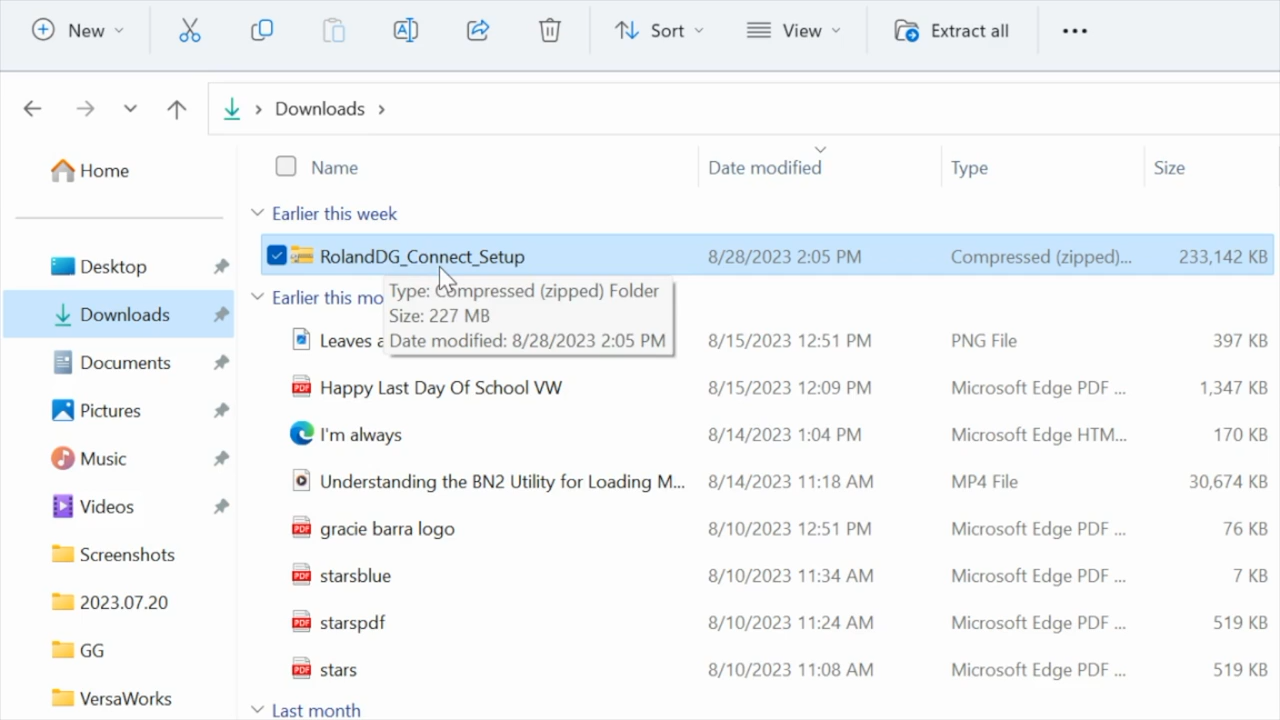 New
Sort
View
Extract all
Downloads
Home
Desktop
Downloads
Documents
Pictures
Music
Videos
Screenshots
2023.07.20
GG
VersaWorks
Name Date modified Type Size
Earlier this week
RolandDG_Connect_Setup 8/28/2023 2:05 PM Compressed (zipped)... 233,142 KB
Type: Compressed (zipped) Folder
Size: 227 MB
Date modified: 8/28/2023 2:05 PM
Earlier this mo
Leaves a 8/15/2023 12:51 PM PNG File 397 KB
Happy Last Day Of School VW 8/15/2023 12:09 PM Microsoft Edge PDF ... 1,347 KB
I'm always 8/14/2023 1:04 PM Microsoft Edge HTM... 170 KB
Understanding the BN2 Utility for Loading M... 8/14/2023 11:18 AM MP4 File 30,674 KB
gracie barra logo 8/10/2023 12:51 PM Microsoft Edge PDF ... 76 KB
starsblue 8/10/2023 11:34 AM Microsoft Edge PDF ... 7 KB
starspdf 8/10/2023 11:24 AM Microsoft Edge PDF ... 519 KB
stars 8/10/2023 11:08 AM Microsoft Edge PDF ... 519 KB
Last month